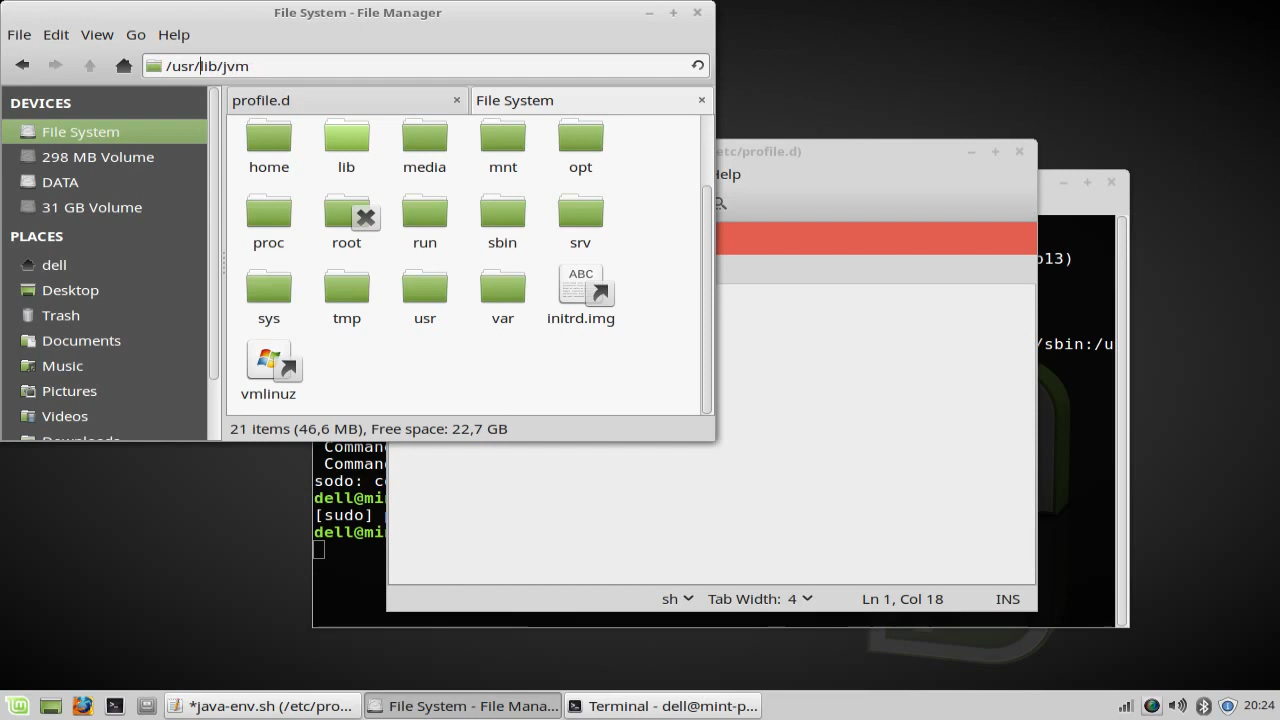 File System - File Manager
File Edit View Go Help
/usr/lib/jvm
DEVICES
File System
298 MB Volume
DATA
31 GB Volume
PLACES
dell
Desktop
Trash
Documents
Music
Pictures
Videos
Downloads
profile.d
File System
home lib media mnt opt
proc root run sbin srv
sys tmp usr var ABC initrd.img
vmlinuz
21 items (46,6 MB), Free space: 22,7 GB
etc/profile.d)
Help
ol3)
/sbin:/u
Comman
Comman
sodo: c
dell@mi
[sudo]
dell@mi
sh Tab Width: 4 Ln 1, Col 18 INS
*java-env.sh (/etc/pro...
File System - File Mana...
Terminal - dell@mint-p...
20:24